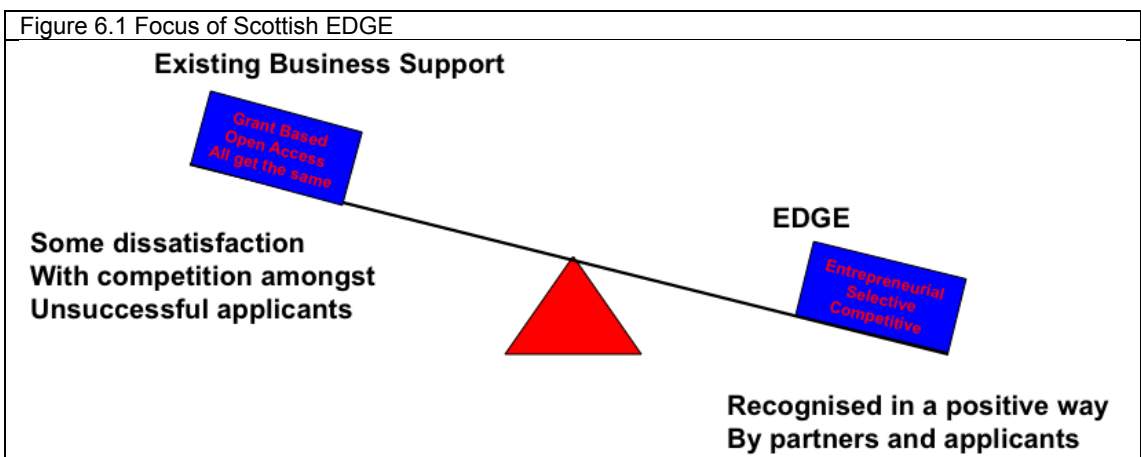 Figure 6.1 Focus of Scottish EDGE
Existing Business Support
Grant Based
Open Access
All get the same
Some dissatisfaction
With competition amongst
Unsuccessful applicants
EDGE
Entrepreneurial
Selective
Competitive
Recognised in a positive way
By partners and applicants